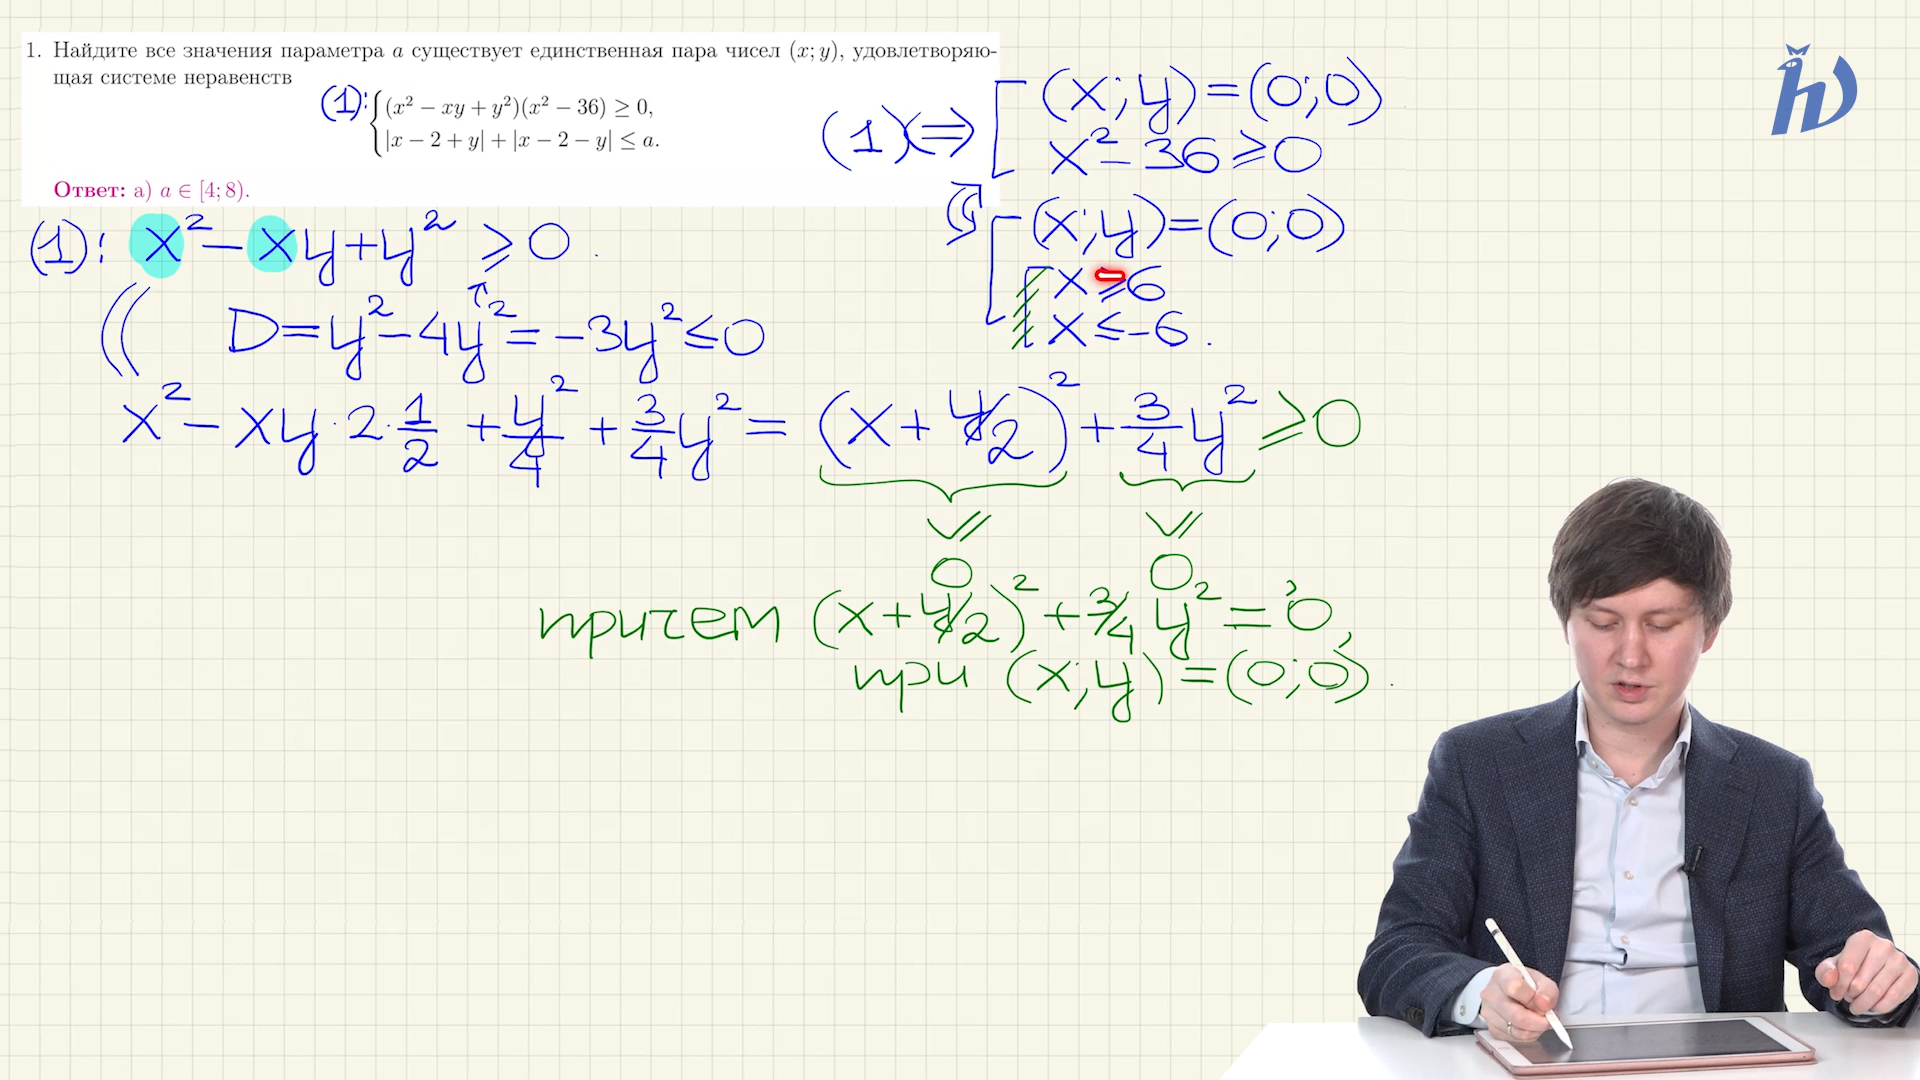 1. Найдите все значения параметра a существует единственная пара чисел (x; y), удовлетворяю-
щая системе неравенств
(1): { (x² − xy + y²)(x² − 36) ≥ 0,
|x − 2 + y| + |x − 2 − y| ≤ a.
Ответ: а) a ∈ [4; 8).
(1) ⇔ [ (x; y) = (0; 0)
x² − 36 ≥ 0
⇔ [ (x; y) = (0; 0)
[ x ≥ 6
x ≤ −6.
(1): x² − xy + y² ≥ 0.
D = y² − 4y² = −3y² ≤ 0
x² − xy · 2 · 1/2 + y²/4 + 3/4 y² = (x + y/2)² + 3/4 y² ≥ 0
0 0
причем (x + y/2)² + 3/4 y² = 0,
при (x; y) = (0; 0).